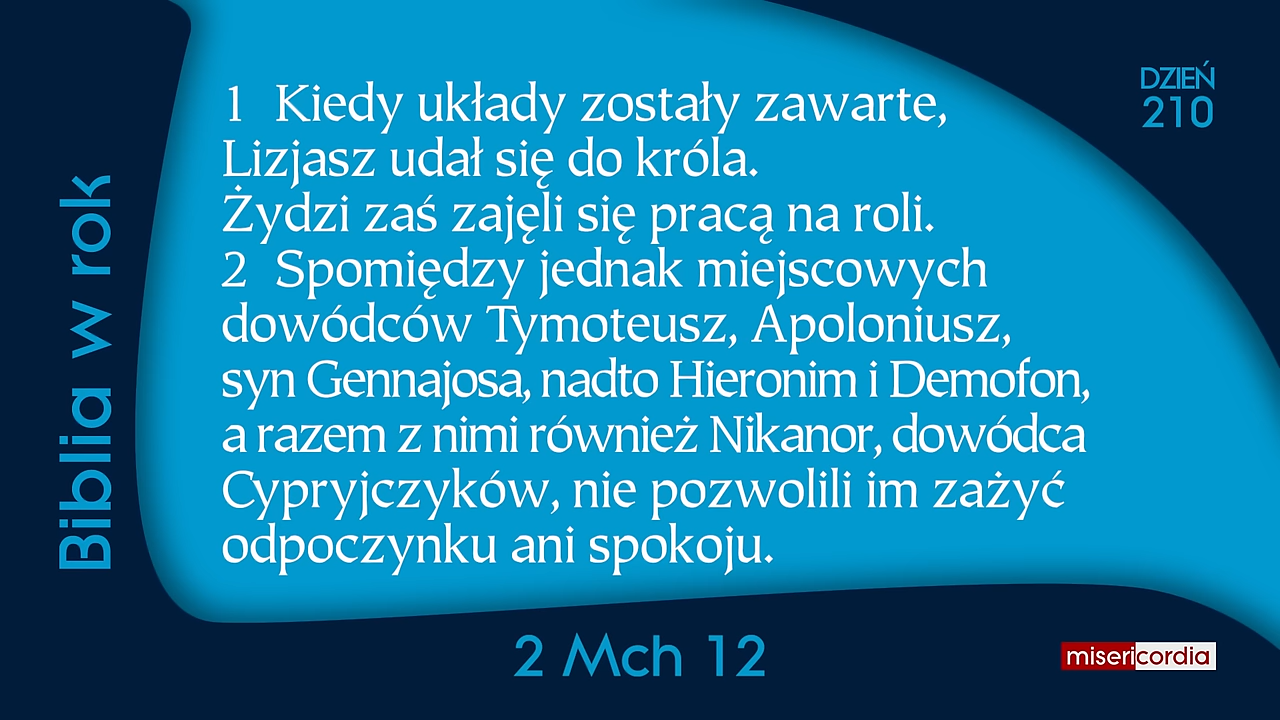 DZIEŃ
210
1 Kiedy układy zostały zawarte,
Lizjasz udał się do króla.
Żydzi zaś zajęli się pracą na roli.
2 Spomiędzy jednak miejscowych
dowódców Tymoteusz, Apoloniusz,
syn Gennajosa, nadto Hieronim i Demofon,
a razem z nimi również Nikanor, dowódca
Cypryjczyków, nie pozwolili im zażyć
odpoczynku ani spokoju.
Biblia w rok
2 Mch 12
misericordia